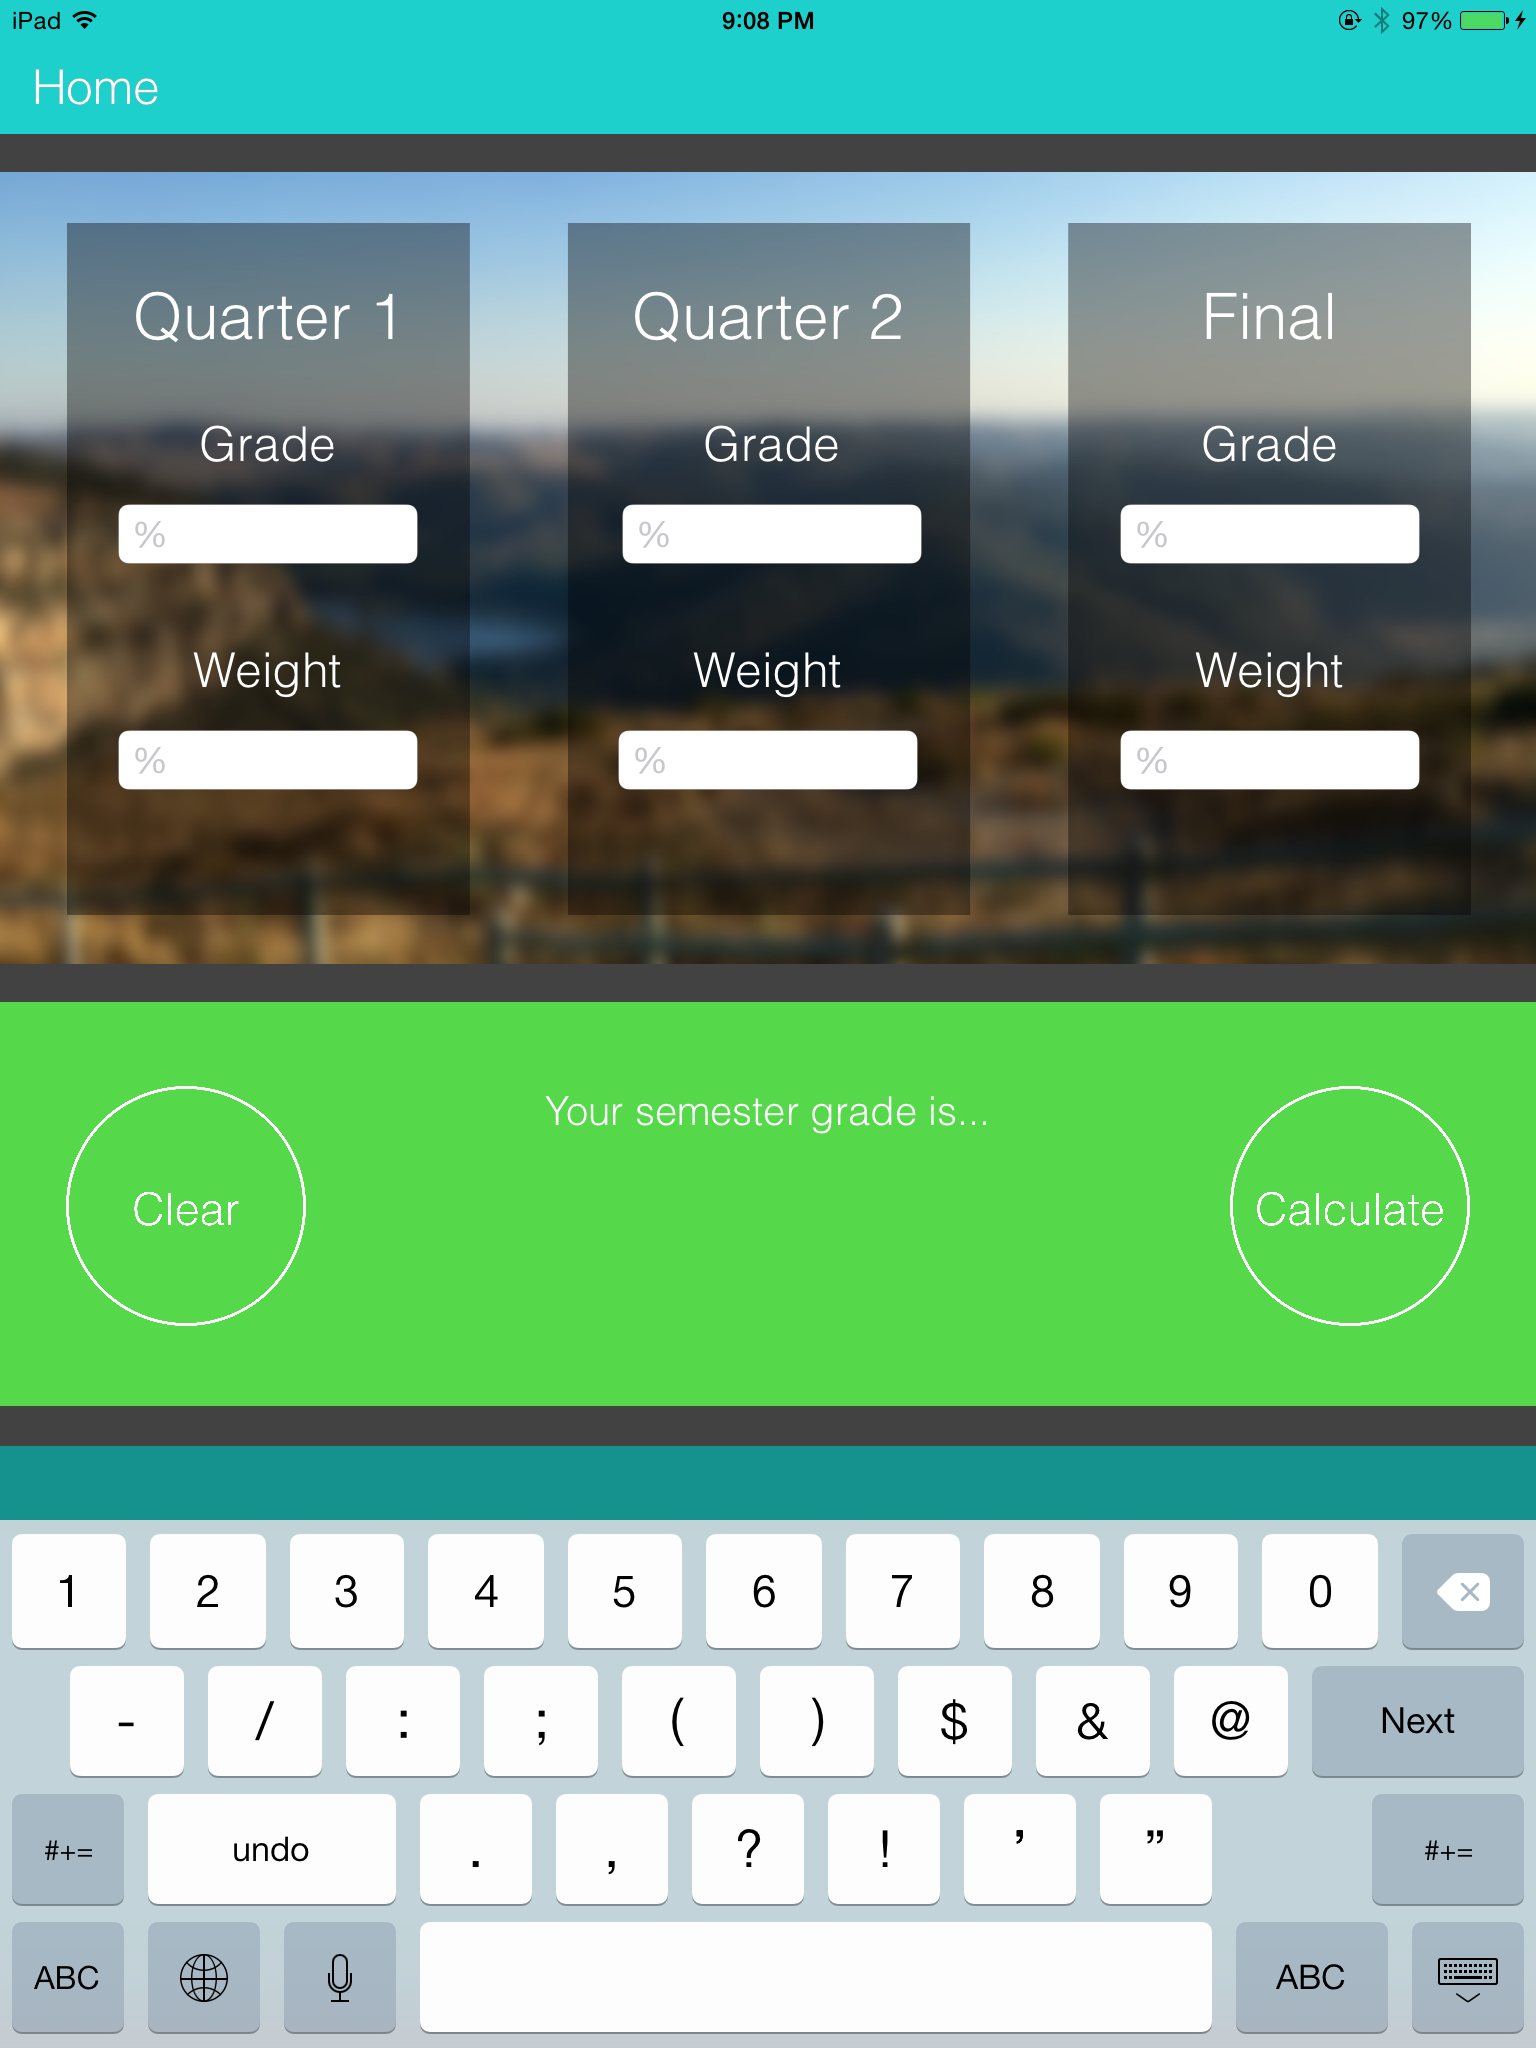 iPad 9:08 PM 97%
Home
Quarter 1 Quarter 2 Final
Grade Grade Grade
% % %
Weight Weight Weight
% % %
Your semester grade is...
Clear Calculate
1 2 3 4 5 6 7 8 9 0
- / : ; ( ) $ & @ Next
#+= undo . , ? ! ’ ” #+=
ABC ABC